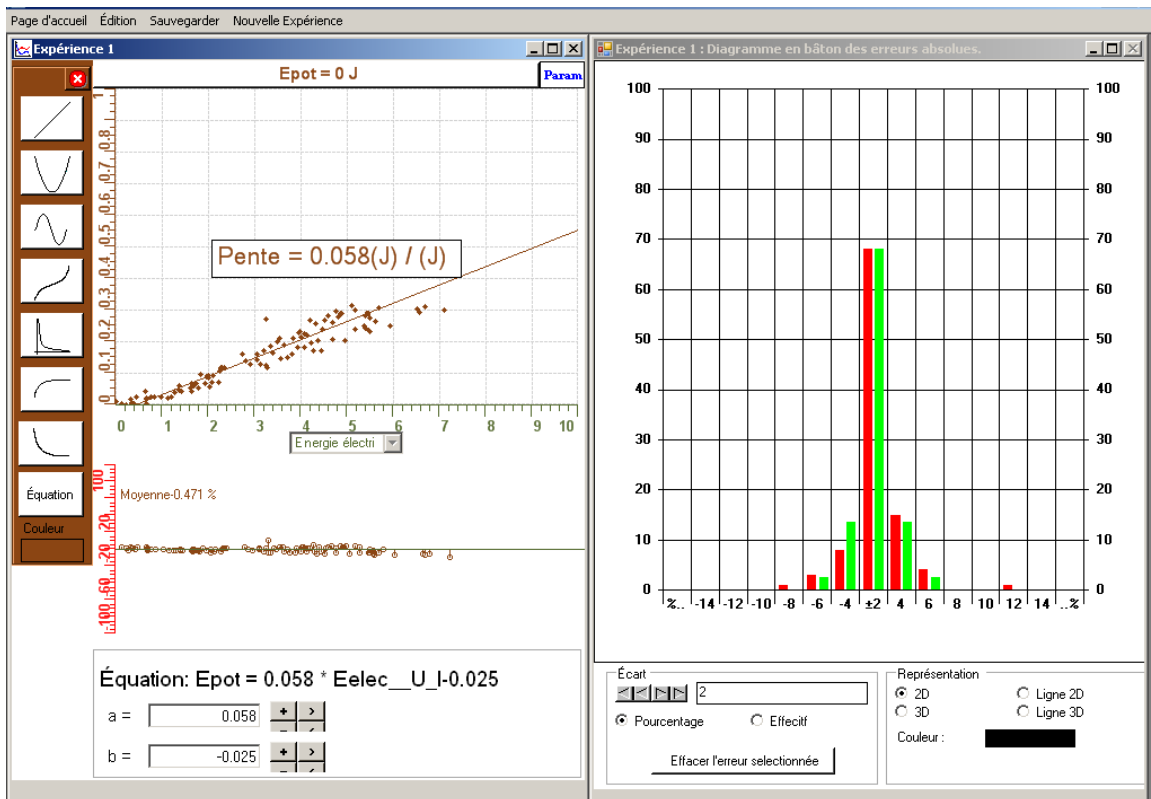 Page d'accueil Édition Sauvegarder Nouvelle Expérience
Expérience 1
Epot = 0 J
Param
1
0.8
0.7
0.6
0.5
0.4
0.3
0.2
0.1
0
Pente = 0.058(J) / (J)
0 1 2 3 4 5 6 7 8 9 10
Energie électri
100
20
-20
-60
-100
Moyenne-0.471 %
Équation
Couleur
Équation: Epot = 0.058 * Eelec__U_I-0.025
a = 0.058 + >
b = -0.025 + >
Expérience 1 : Diagramme en bâton des erreurs absolues.
100 100
90 90
80 80
70 70
60 60
50 50
40 40
30 30
20 20
10 10
0 0
%.. -14 -12 -10 -8 -6 -4 ±2 4 6 8 10 12 14 ..%
Écart
2
Pourcentage Effecitf
Effacer l'erreur selectionnée
Représentation
2D Ligne 2D
3D Ligne 3D
Couleur :